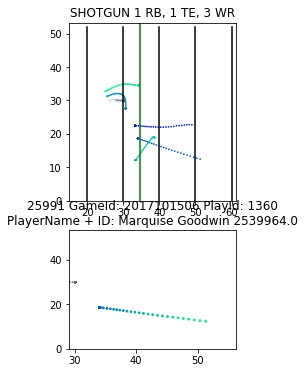 SHOTGUN 1 RB, 1 TE, 3 WR
50
40
30
20
10
0
20 30 40 50 60
25991 GameId: 2017101506 PlayId: 1360
PlayerName + ID: Marquise Goodwin 2539964.0
40
20
0
30 40 50